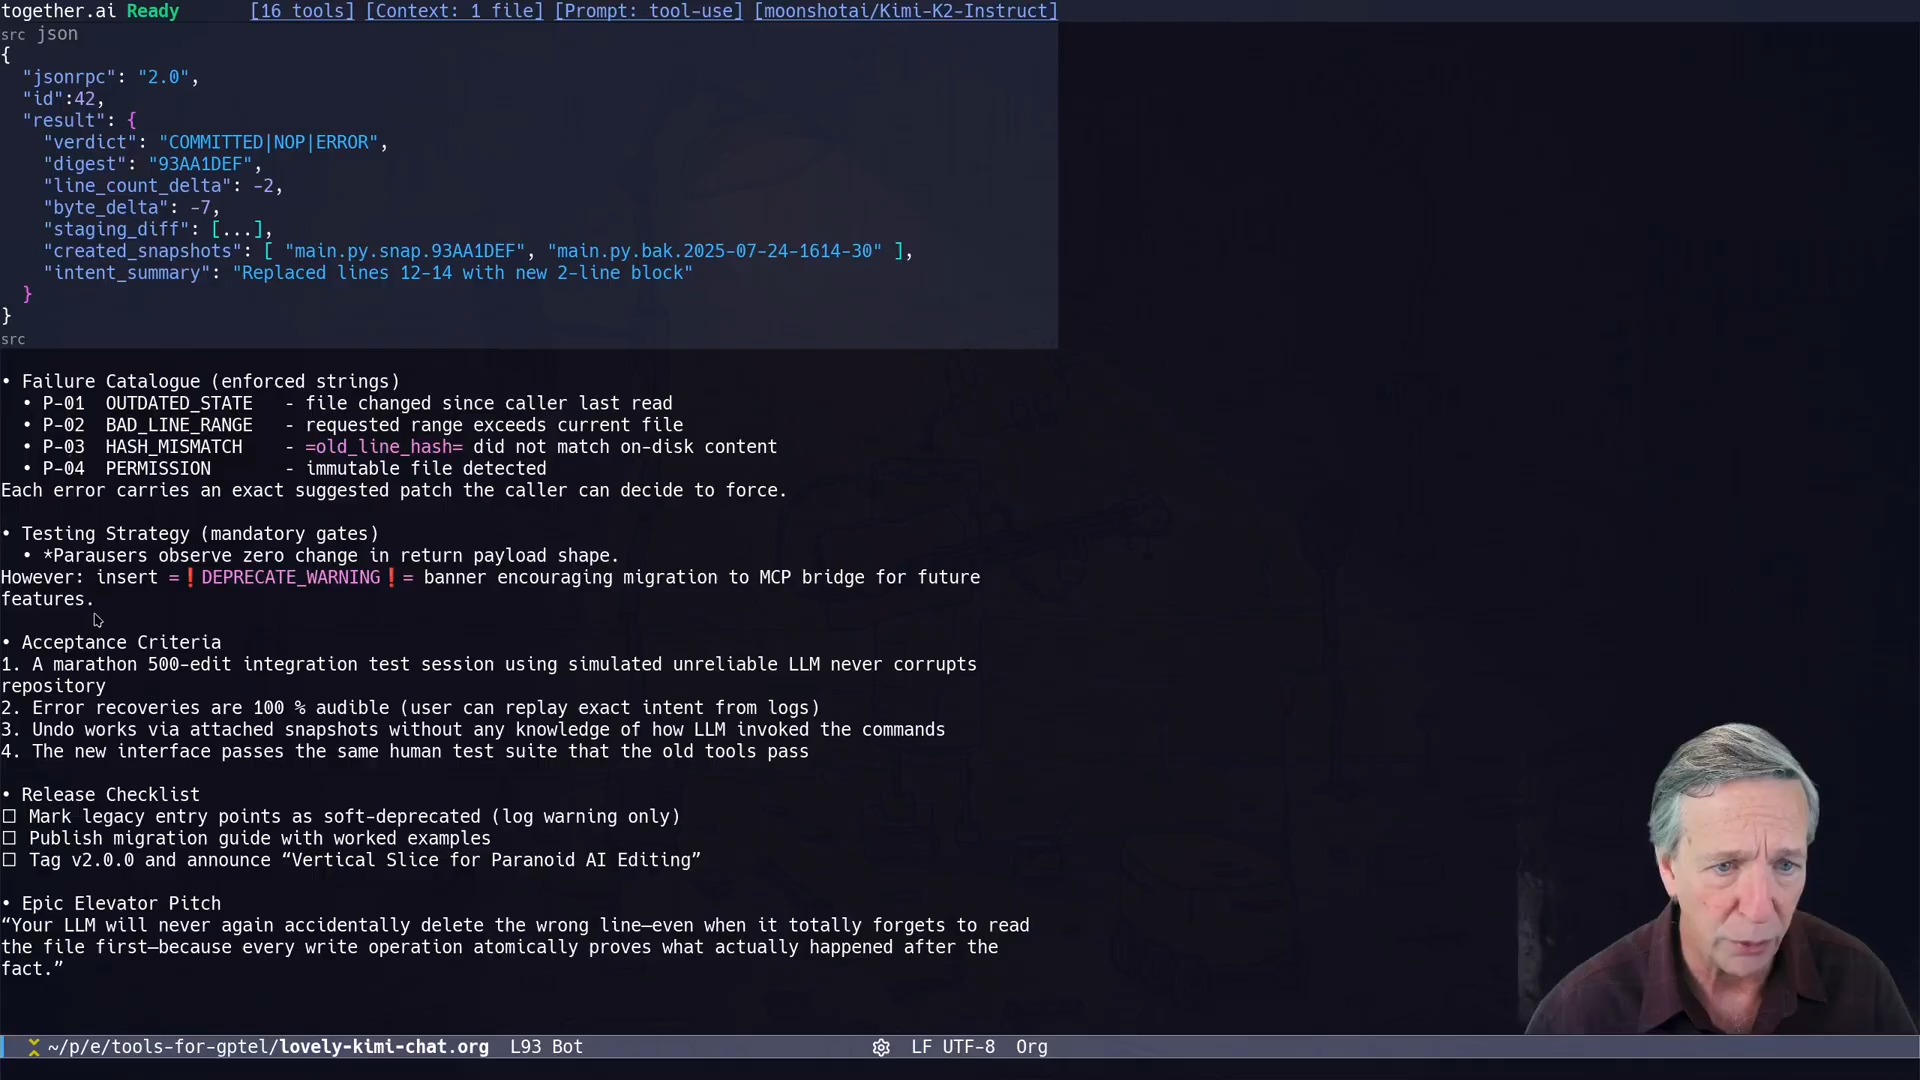 together.ai Ready [16 tools] [Context: 1 file] [Prompt: tool-use] [moonshotai/Kimi-K2-Instruct]
src json
{
  "jsonrpc": "2.0",
  "id":42,
  "result": {
    "verdict": "COMMITTED|NOP|ERROR",
    "digest": "93AA1DEF",
    "line_count_delta": -2,
    "byte_delta": -7,
    "staging_diff": [...],
    "created_snapshots": [ "main.py.snap.93AA1DEF", "main.py.bak.2025-07-24-1614-30" ],
    "intent_summary": "Replaced lines 12-14 with new 2-line block"
  }
}
src
• Failure Catalogue (enforced strings)
  • P-01  OUTDATED_STATE   - file changed since caller last read
  • P-02  BAD_LINE_RANGE   - requested range exceeds current file
  • P-03  HASH_MISMATCH    - =old_line_hash= did not match on-disk content
  • P-04  PERMISSION       - immutable file detected
Each error carries an exact suggested patch the caller can decide to force.
• Testing Strategy (mandatory gates)
  • *Parausers observe zero change in return payload shape.
However: insert =❗DEPRECATE_WARNING❗= banner encouraging migration to MCP bridge for future
features.
• Acceptance Criteria
1. A marathon 500-edit integration test session using simulated unreliable LLM never corrupts
repository
2. Error recoveries are 100 % audible (user can replay exact intent from logs)
3. Undo works via attached snapshots without any knowledge of how LLM invoked the commands
4. The new interface passes the same human test suite that the old tools pass
• Release Checklist
☐ Mark legacy entry points as soft-deprecated (log warning only)
☐ Publish migration guide with worked examples
☐ Tag v2.0.0 and announce “Vertical Slice for Paranoid AI Editing”
• Epic Elevator Pitch
“Your LLM will never again accidentally delete the wrong line—even when it totally forgets to read
the file first—because every write operation atomically proves what actually happened after the
fact.”
~/p/e/tools-for-gptel/lovely-kimi-chat.org L93 Bot LF UTF-8 Org